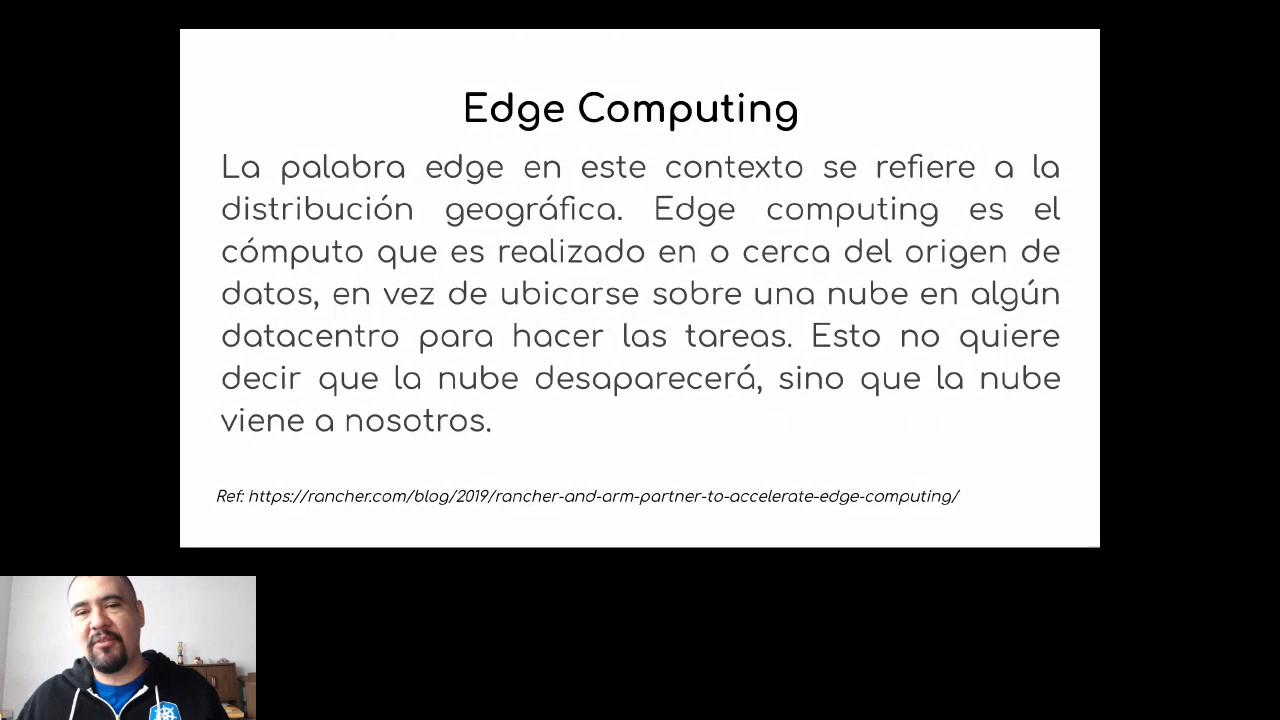 Edge Computing
La palabra edge en este contexto se refiere a la
distribución geográfica. Edge computing es el
cómputo que es realizado en o cerca del origen de
datos, en vez de ubicarse sobre una nube en algún
datacentro para hacer las tareas. Esto no quiere
decir que la nube desaparecerá, sino que la nube
viene a nosotros.
Ref: https://rancher.com/blog/2019/rancher-and-arm-partner-to-accelerate-edge-computing/